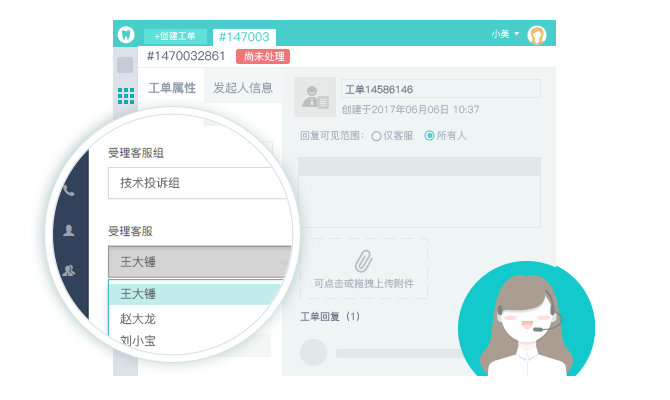 +创建工单
#147003
小美
#1470032861
尚未处理
工单属性
发起人信息
工单14586146
创建于2017年06月06日 10:37
回复可见范围：
仅客服
所有人
受理客服组
技术投诉组
受理客服
王大锤
王大锤
赵大龙
刘小宝
可点击或拖拽上传附件
工单回复（1）